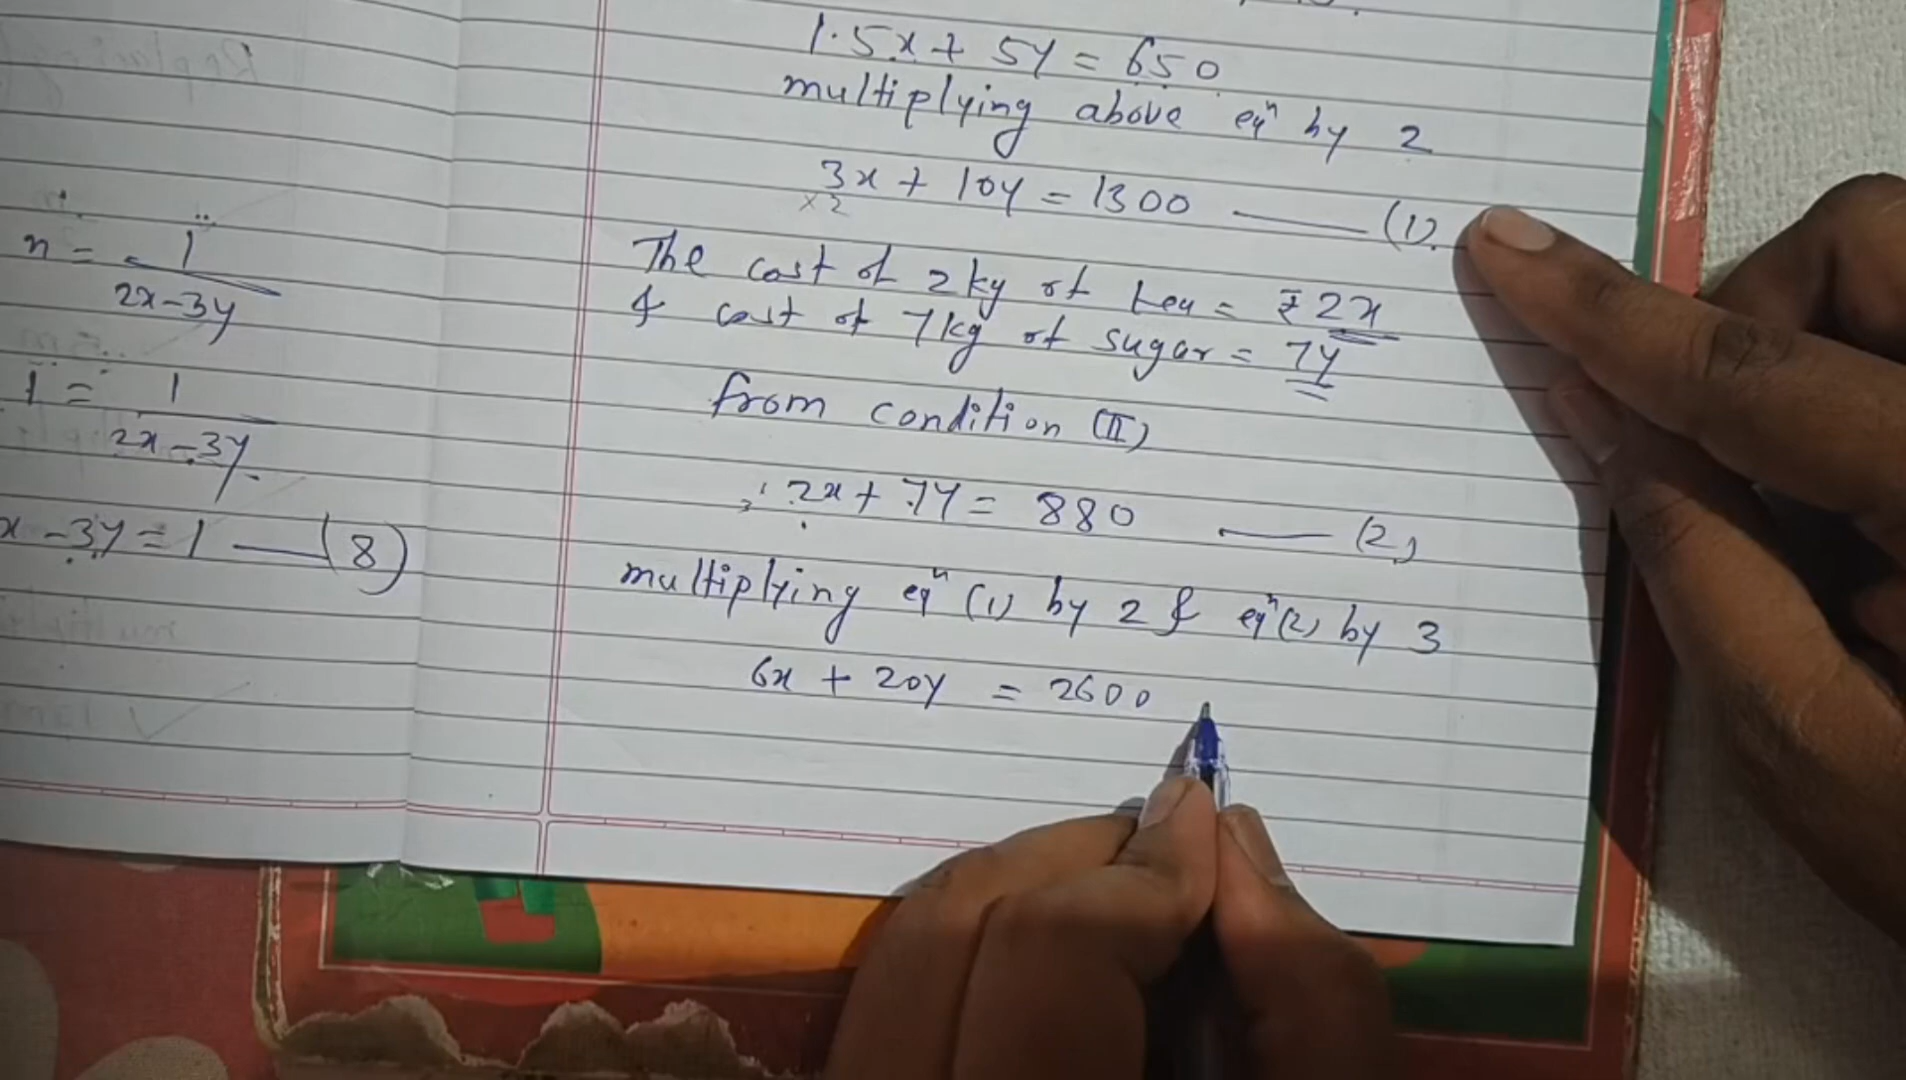 n = 1
2x-3y
1 = 1
2x-3y.
x-3y=1 — (8)
1.5x + 5y = 650
multiplying above eqⁿ by 2
3x + 10y = 1300 — (1).
×2
The cost of 2kg of tea = ₹2x
& cost of 7kg of sugar = 7y
from condition (II)
2x + 7y = 880 — (2)
multiplying eqⁿ (1) by 2 & eqⁿ(2) by 3
6x + 20y = 2600